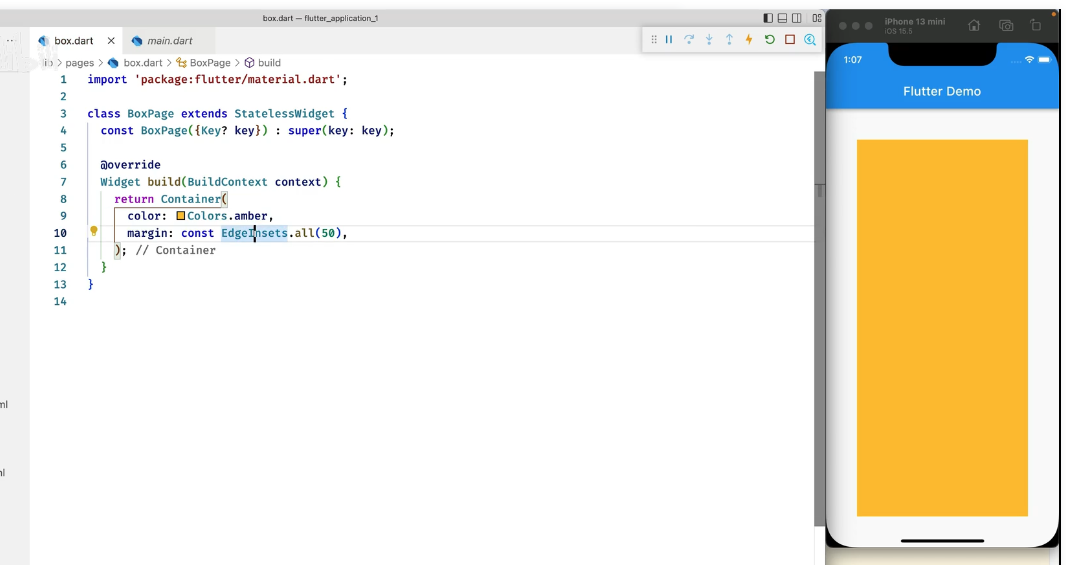 box.dart — flutter_application_1
box.dart
main.dart
lib > pages > box.dart > BoxPage > build
1 import 'package:flutter/material.dart';
2
3 class BoxPage extends StatelessWidget {
4 const BoxPage({Key? key}) : super(key: key);
5
6 @override
7 Widget build(BuildContext context) {
8 return Container(
9 color: Colors.amber,
10 margin: const EdgeInsets.all(50),
11 ); // Container
12 }
13 }
14
ml
iPhone 13 mini
iOS 15.5
1:07
Flutter Demo